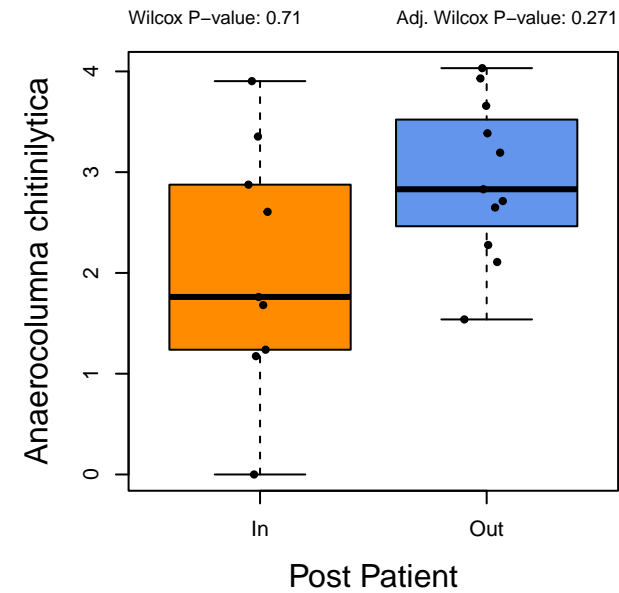 Wilcox P−value: 0.71 Adj. Wilcox P−value: 0.271
Anaerocolumna chitinilytica
4
3
2
1
0
In Out
Post Patient